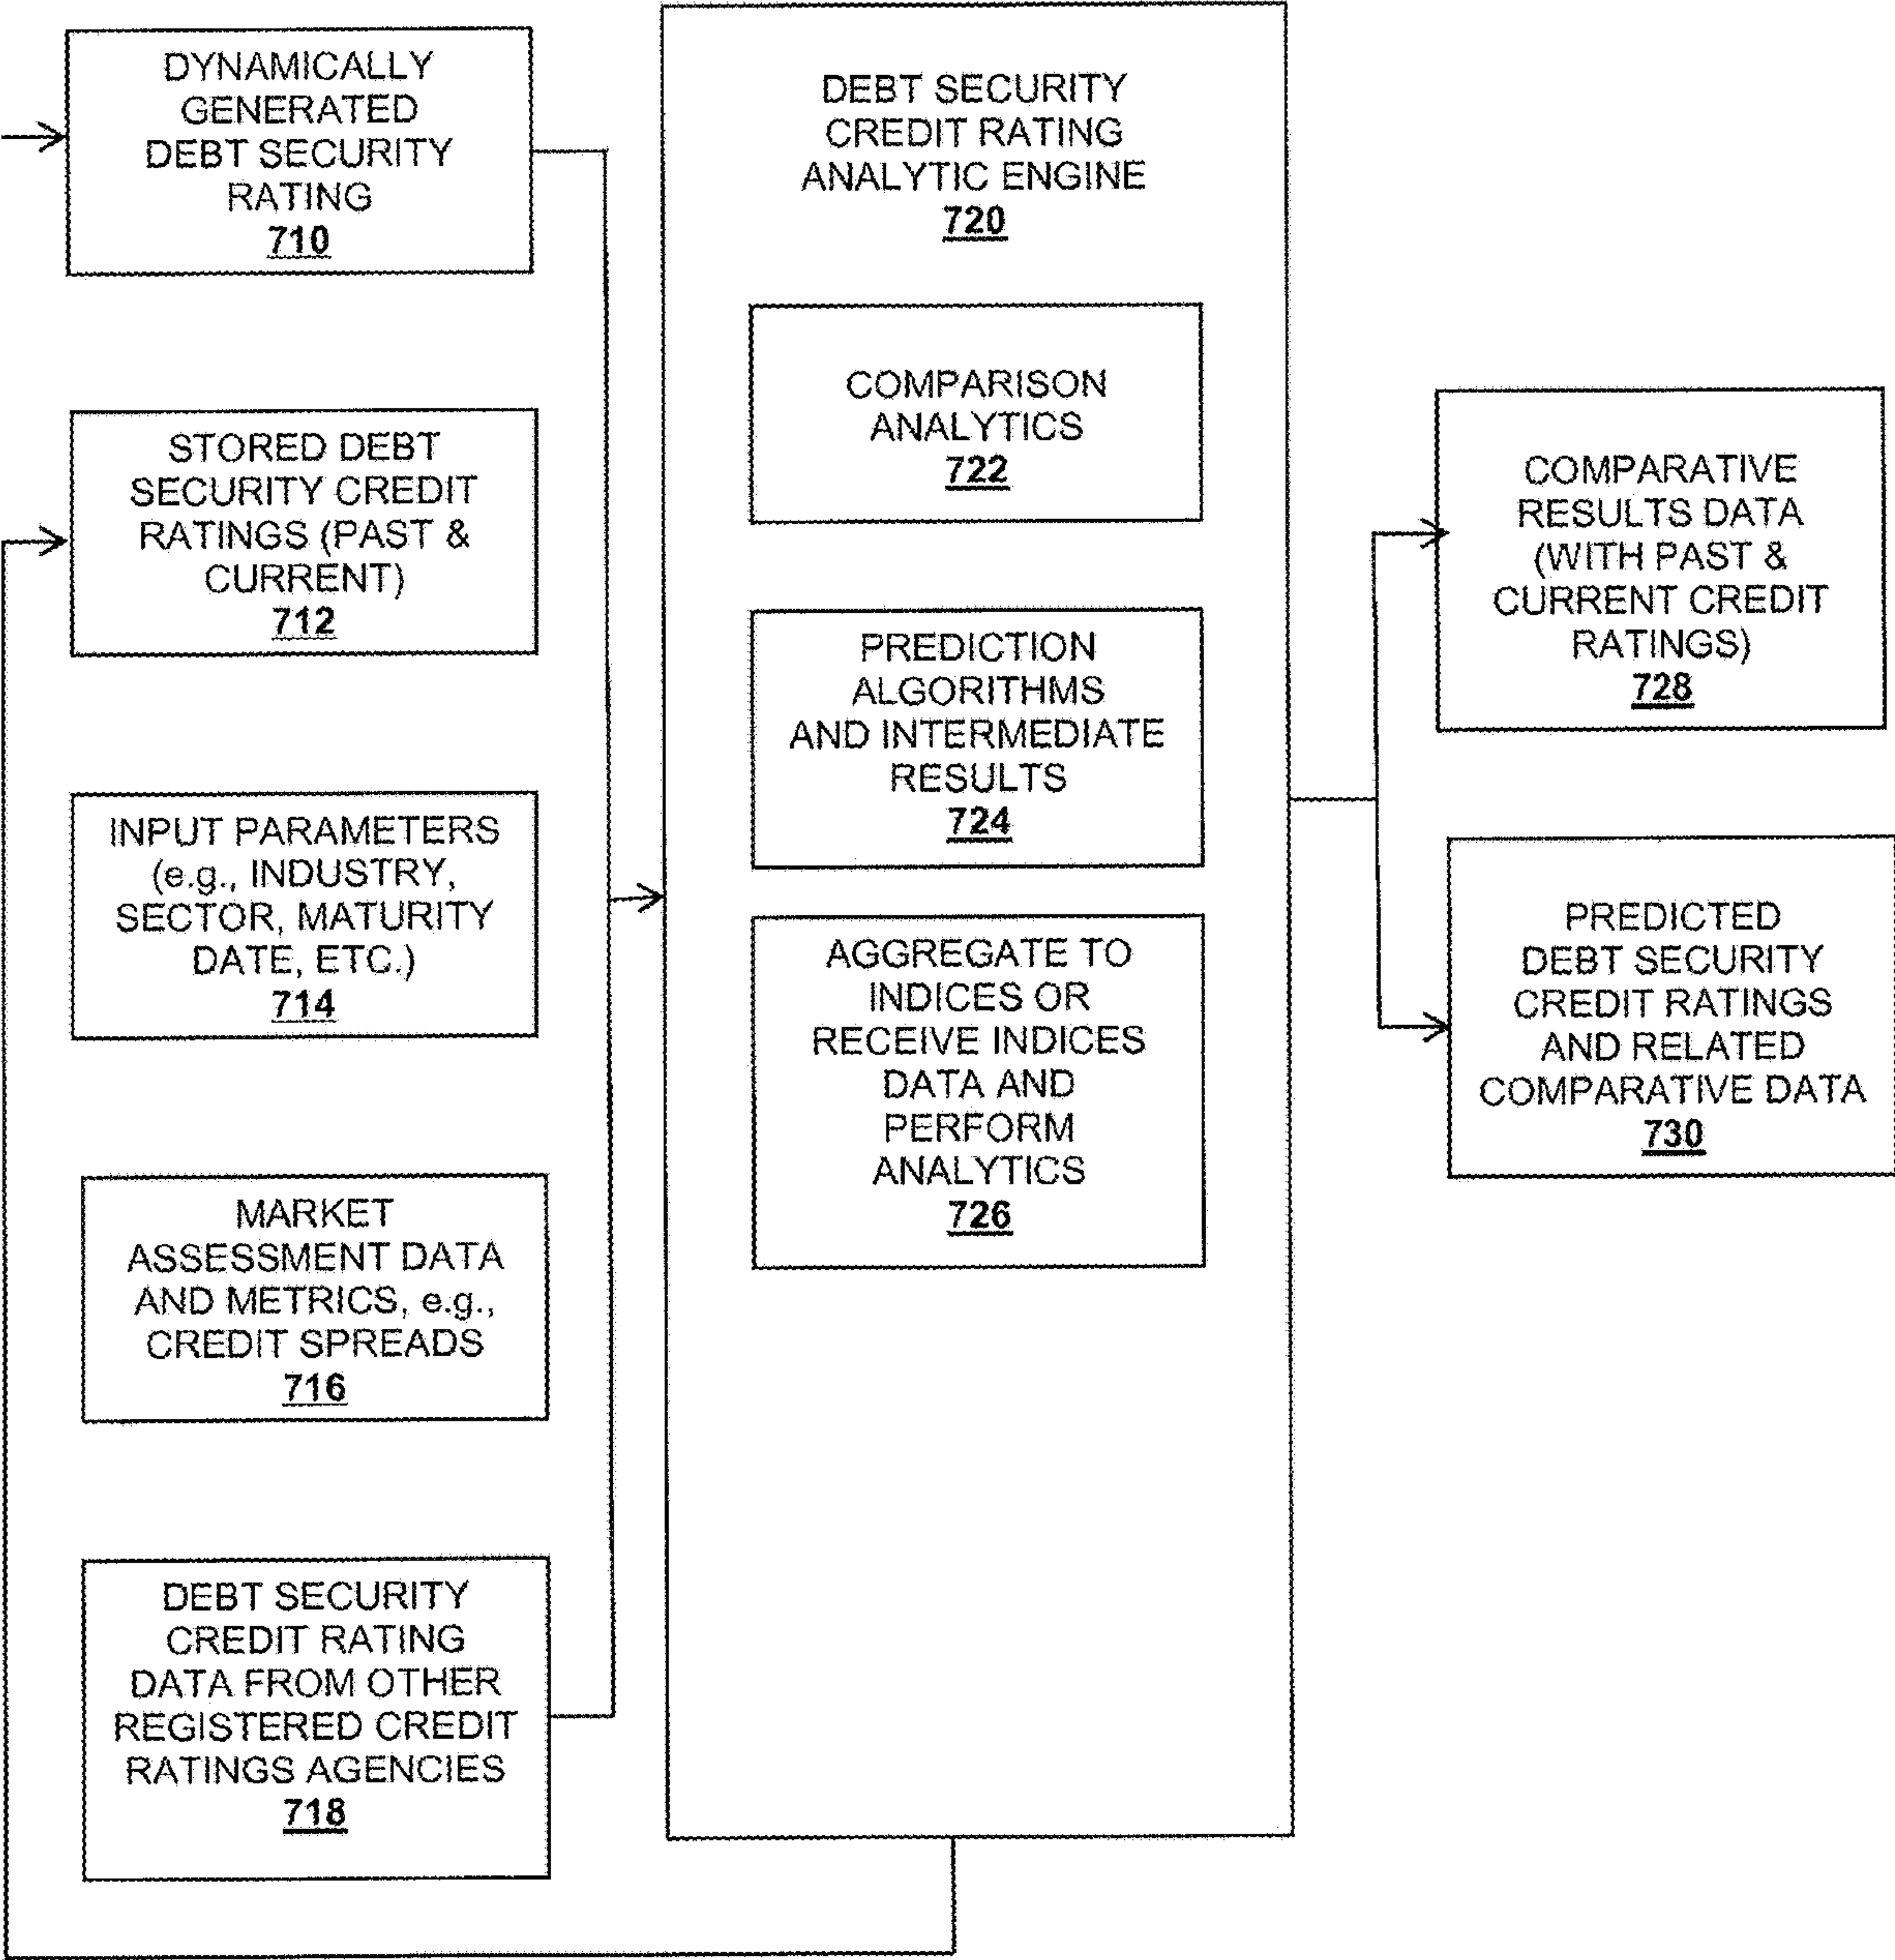 DYNAMICALLY
GENERATED
DEBT SECURITY
RATING
710
STORED DEBT
SECURITY CREDIT
RATINGS (PAST &
CURRENT)
712
INPUT PARAMETERS
(e.g., INDUSTRY,
SECTOR, MATURITY
DATE, ETC.)
714
MARKET
ASSESSMENT DATA
AND METRICS, e.g.,
CREDIT SPREADS
716
DEBT SECURITY
CREDIT RATING
DATA FROM OTHER
REGISTERED CREDIT
RATINGS AGENCIES
718
DEBT SECURITY
CREDIT RATING
ANALYTIC ENGINE
720
COMPARISON
ANALYTICS
722
PREDICTION
ALGORITHMS
AND INTERMEDIATE
RESULTS
724
AGGREGATE TO
INDICES OR
RECEIVE INDICES
DATA AND
PERFORM
ANALYTICS
726
COMPARATIVE
RESULTS DATA
(WITH PAST &
CURRENT CREDIT
RATINGS)
728
PREDICTED
DEBT SECURITY
CREDIT RATINGS
AND RELATED
COMPARATIVE DATA
730